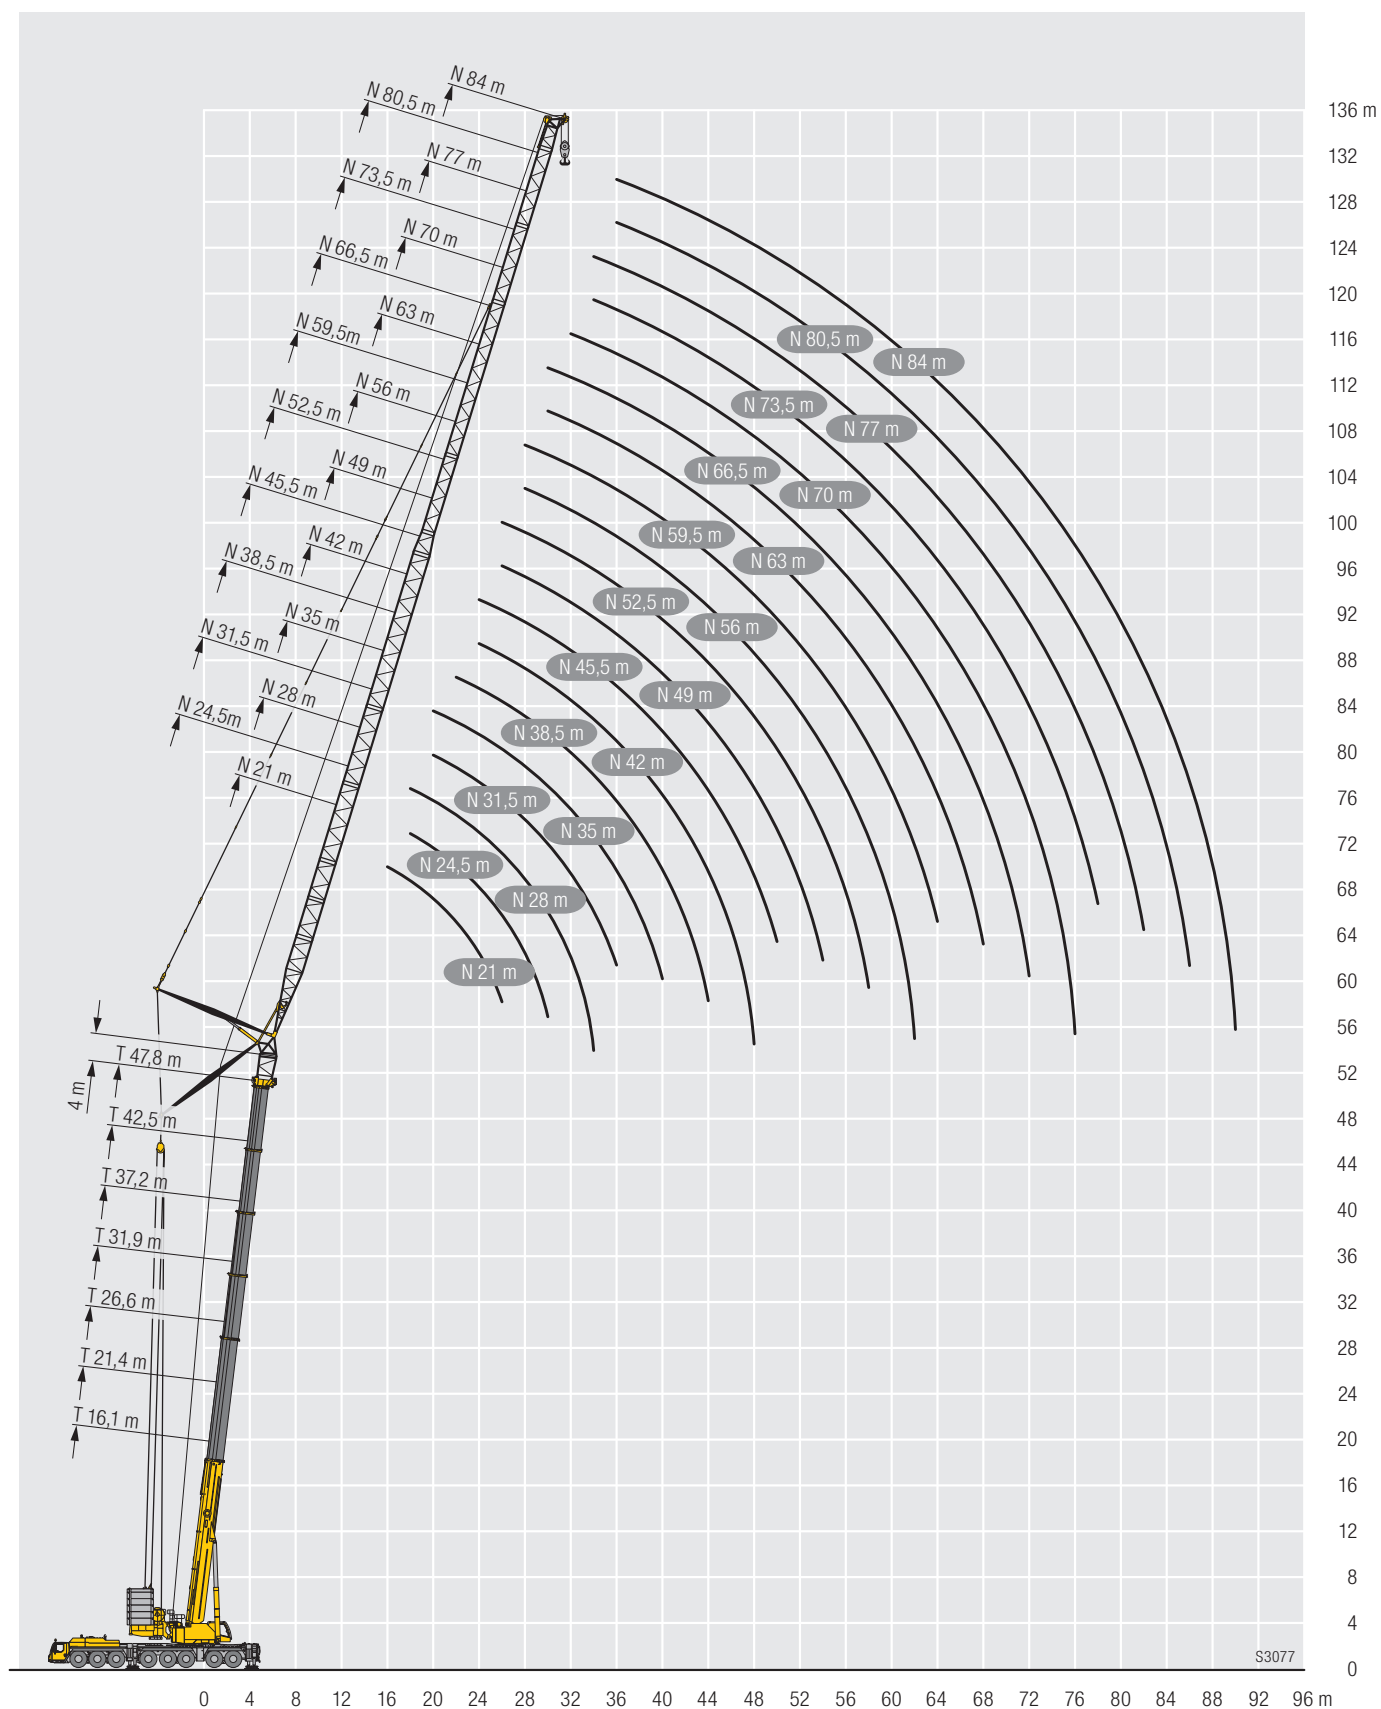 N 84 m
N 80,5 m
136 m
N 77 m
132
N 73,5 m
128
N 70 m
124
N 66,5 m
120
N 63 m
N 59,5m
116
N 80,5 m
N 84 m
N 56 m
112
N 52,5 m
N 73,5 m
108
N 77 m
N 49 m
N 66,5 m
104
N 45,5 m
N 70 m
100
N 42 m
N 59,5 m
N 38,5 m
N 63 m
96
N 52,5 m
92
N 35 m
N 56 m
N 31,5 m
88
N 45,5 m
N 28 m
N 49 m
84
N 24,5m
N 38,5 m
80
N 42 m
N 21 m
76
N 31,5 m
N 35 m
72
N 24,5 m
68
N 28 m
64
N 21 m
60
56
T 47,8 m
52
4 m
T 42,5 m
48
44
T 37,2 m
40
T 31,9 m
36
T 26,6 m
32
28
T 21,4 m
24
T 16,1 m
20
16
12
8
4
S3077
0
0 4 8 12 16 20 24 28 32 36 40 44 48 52 56 60 64 68 72 76 80 84 88 92 96 m